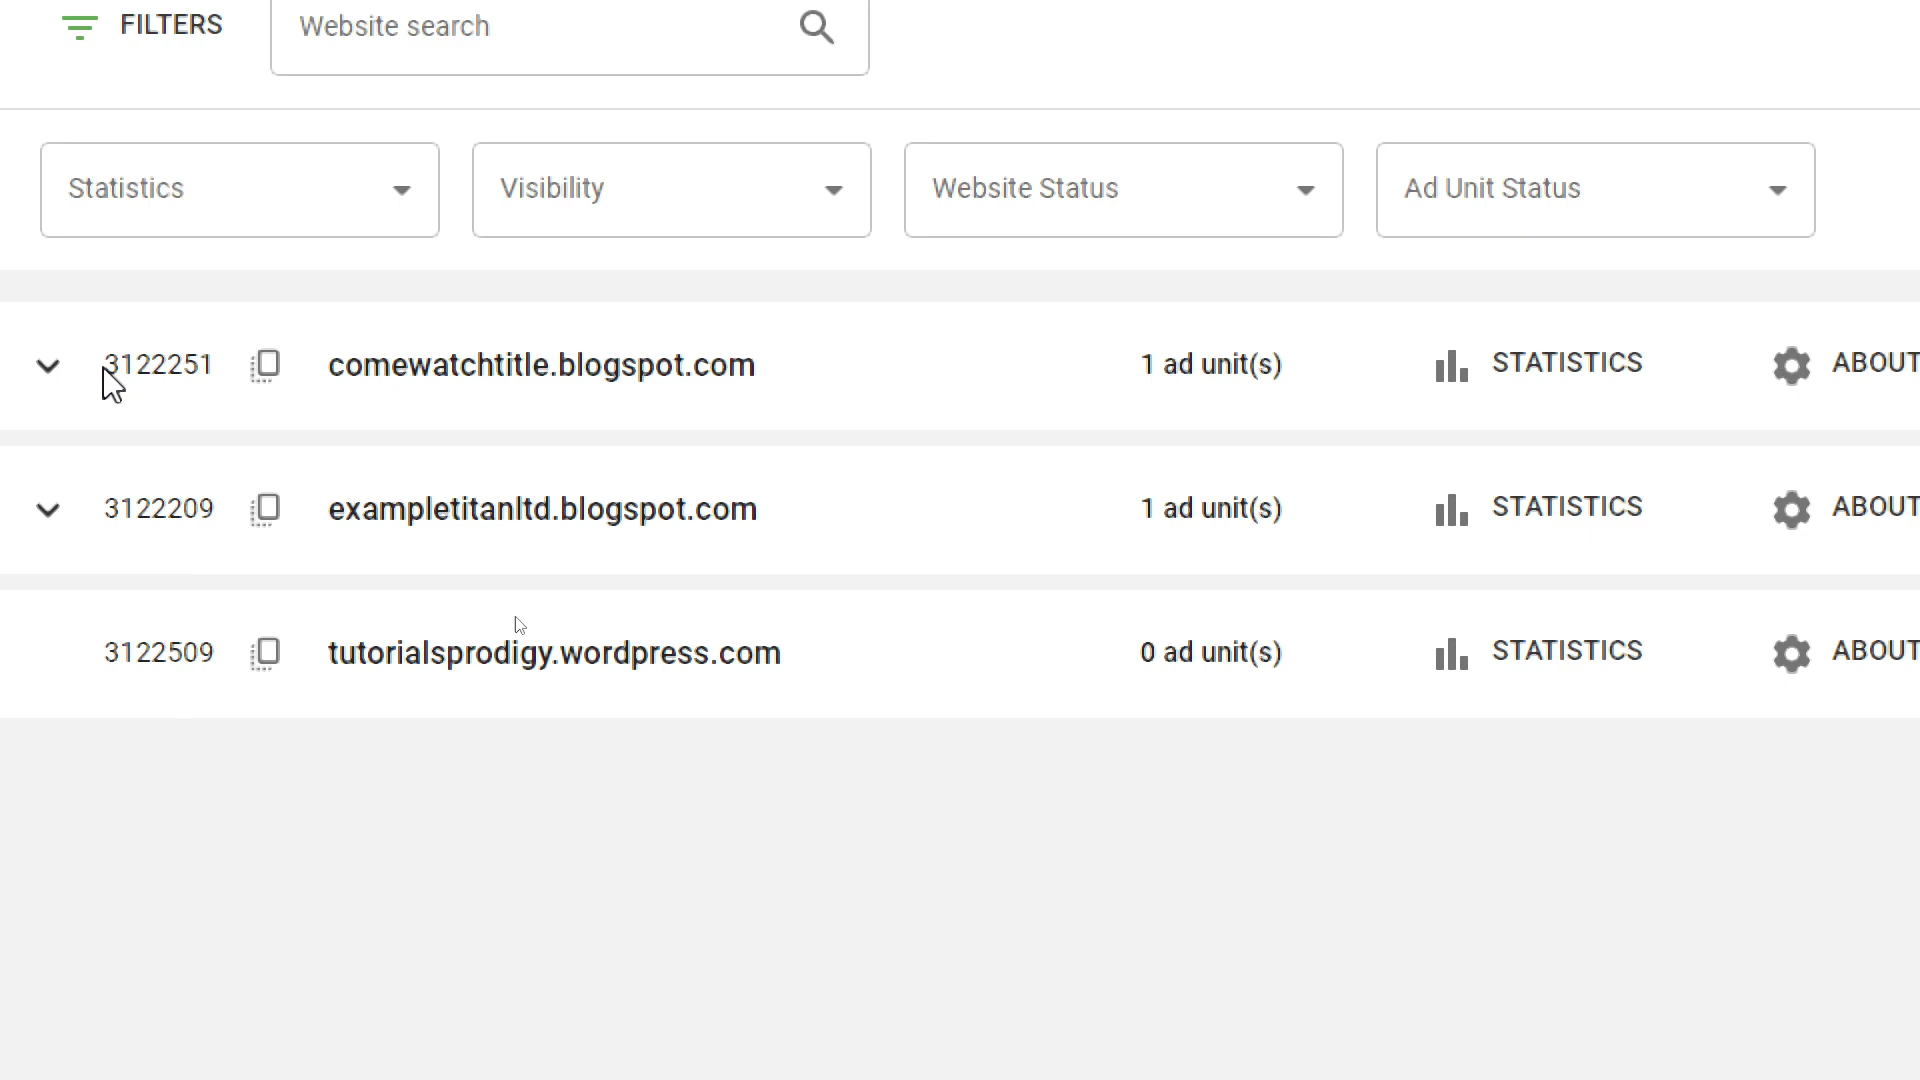 FILTERS Website search
Statistics Visibility Website Status Ad Unit Status
3122251 comewatchtitle.blogspot.com 1 ad unit(s) STATISTICS ABOUT
3122209 exampletitanltd.blogspot.com 1 ad unit(s) STATISTICS ABOUT
3122509 tutorialsprodigy.wordpress.com 0 ad unit(s) STATISTICS ABOUT